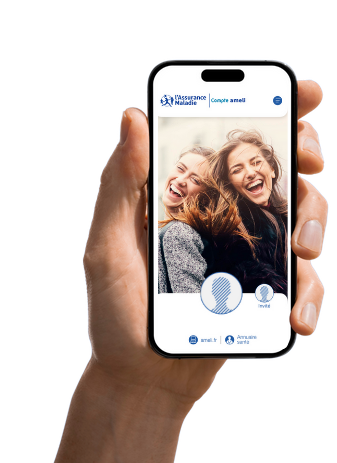 l'Assurance
Maladie
Compte ameli
Invité
ameli.fr
Annuaire
santé